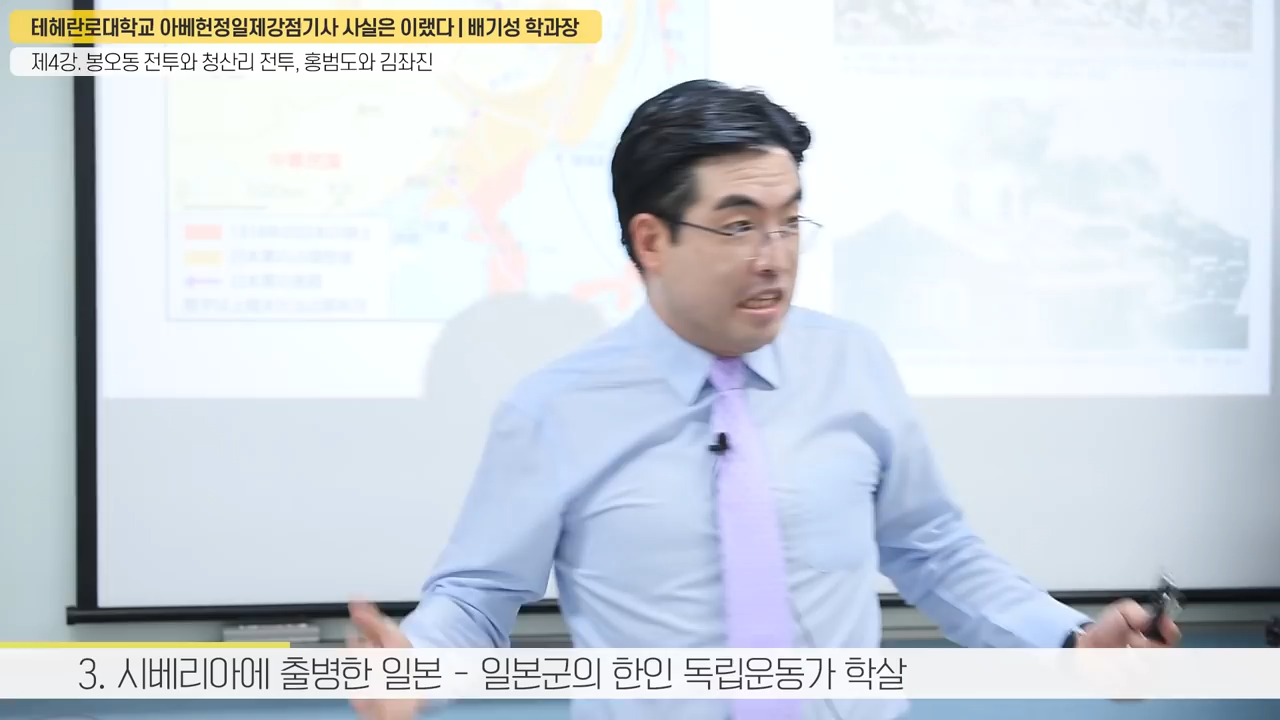 테헤란로대학교 아베헌정일제강점기사 사실은 이랬다 | 배기성 학과장
제4강. 봉오동 전투와 청산리 전투, 홍범도와 김좌진
3. 시베리아에 출병한 일본 - 일본군의 한인 독립운동가 학살